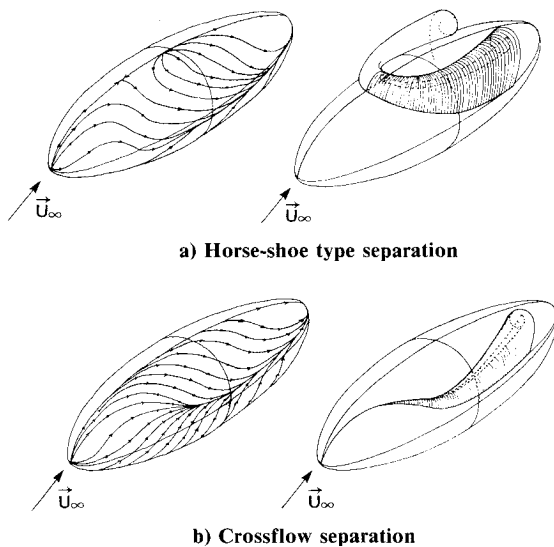 U∞
U∞
a) Horse-shoe type separation
U∞
U∞
b) Crossflow separation